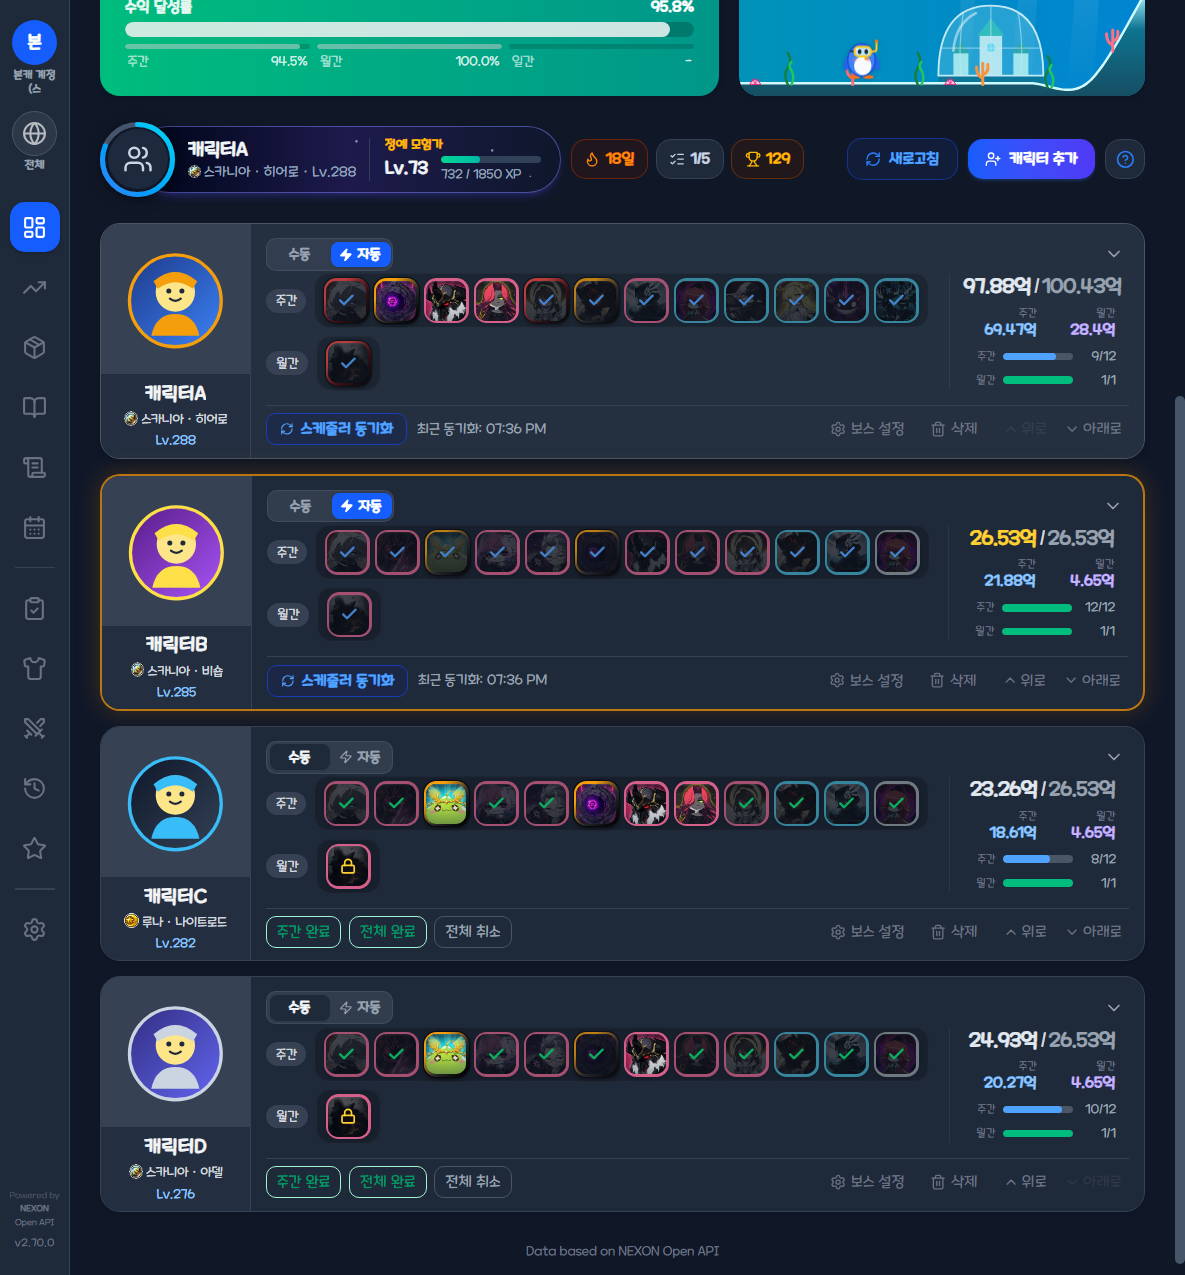 본
본캐 계정
(스
전체
Powered by
NEXON
Open API
v2.70.0
수익 달성률 95.8%
주간 94.5% 월간 100.0% 일간 -
캐릭터A
스카니아 · 히어로 · Lv.288
정예 모험가
Lv.73
732 / 1850 XP
18일
1/5
129
새로고침
캐릭터 추가
수동 자동
주간
월간
캐릭터A
스카니아 · 히어로
Lv.288
97.88억/100.43억
주간 월간
69.47억 28.4억
주간 9/12
월간 1/1
스케줄러 동기화 최근 동기화: 07:36 PM
보스 설정 삭제 위로 아래로
수동 자동
주간
월간
캐릭터B
스카니아 · 비숍
Lv.285
26.53억/26.53억
주간 월간
21.88억 4.65억
주간 12/12
월간 1/1
스케줄러 동기화 최근 동기화: 07:36 PM
보스 설정 삭제 위로 아래로
수동 자동
주간
월간
캐릭터C
루나 · 나이트로드
Lv.282
23.26억/26.53억
주간 월간
18.61억 4.65억
주간 8/12
월간 1/1
주간 완료 전체 완료 전체 취소
보스 설정 삭제 위로 아래로
수동 자동
주간
월간
캐릭터D
스카니아 · 아델
Lv.276
24.93억/26.53억
주간 월간
20.27억 4.65억
주간 10/12
월간 1/1
주간 완료 전체 완료 전체 취소
보스 설정 삭제 위로 아래로
Data based on NEXON Open API